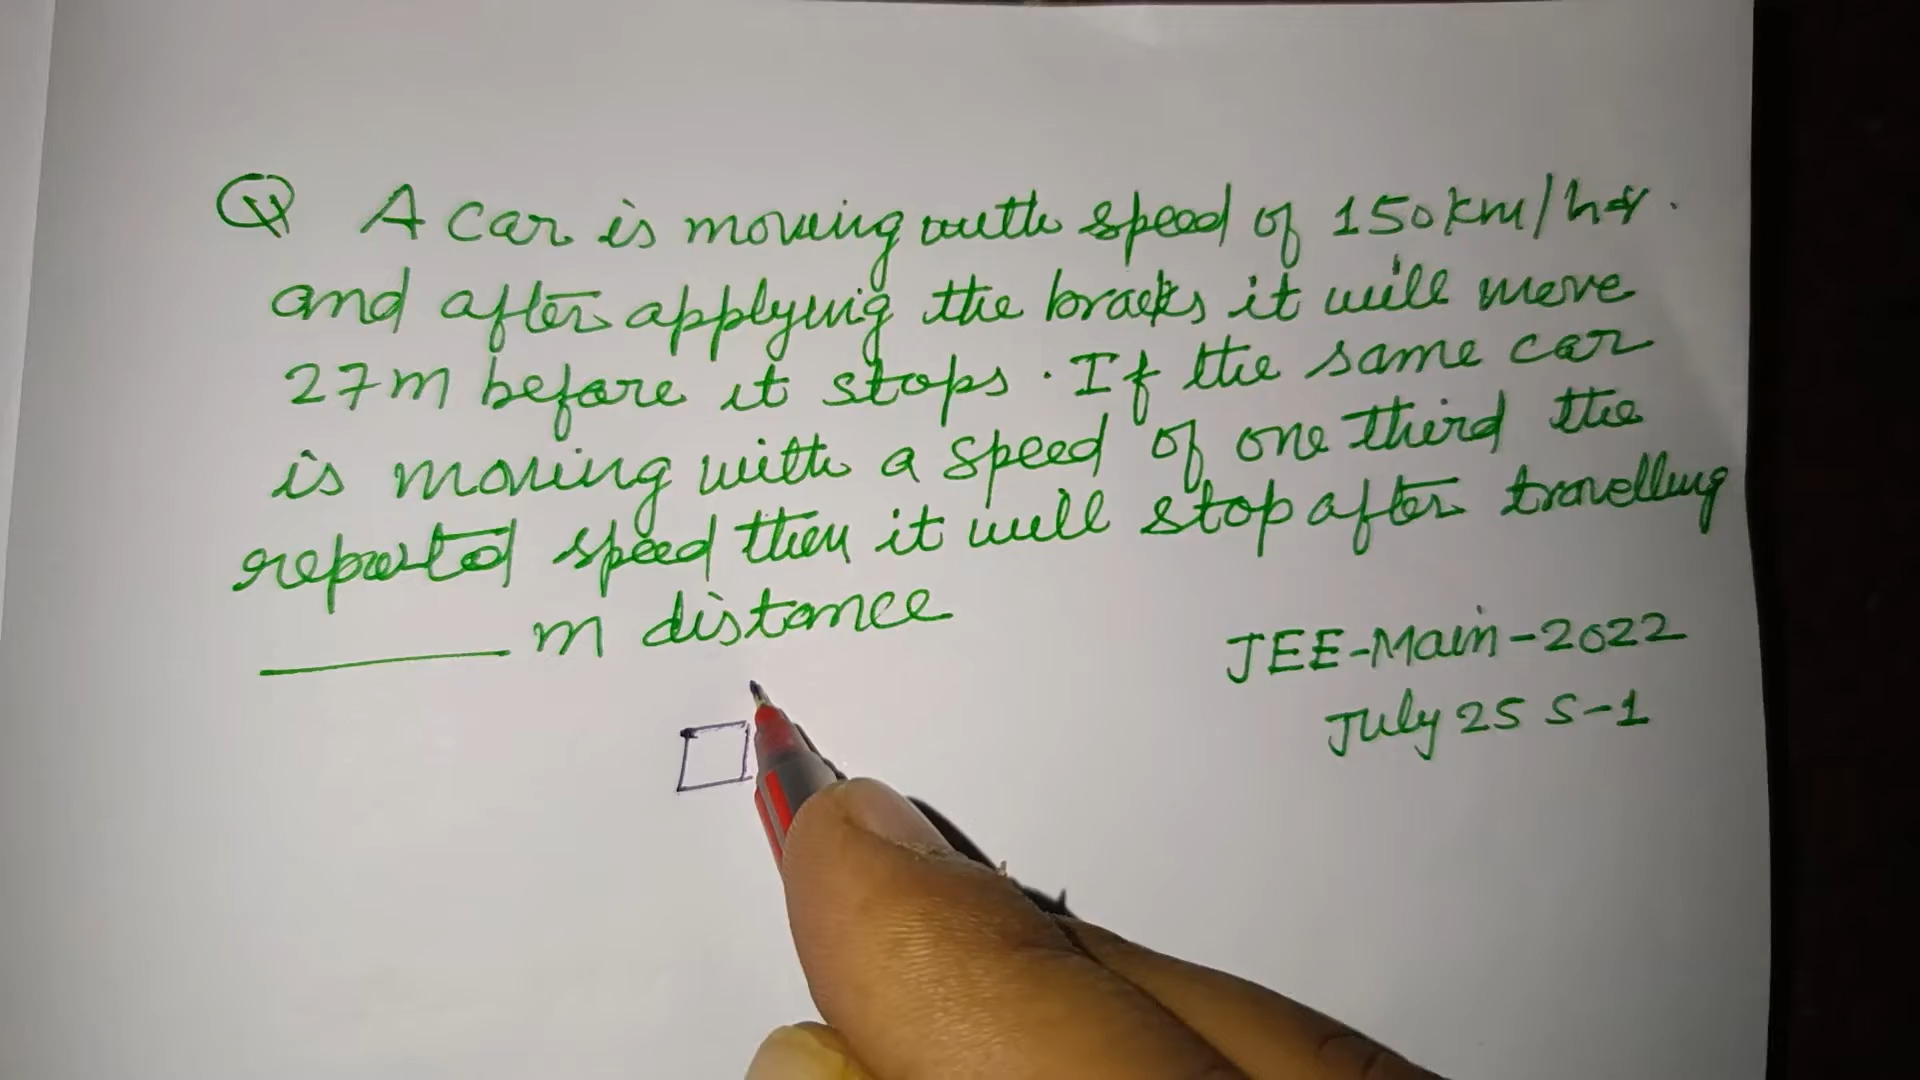 Q A car is moving with speed of 150km/hr.
and after applying the bracks it will move
27m before it stops. If the same car
is moving with a speed of one third the
reported speed then it will stop after travelling
_______ m distance
JEE-Main-2022
July 25 S-1